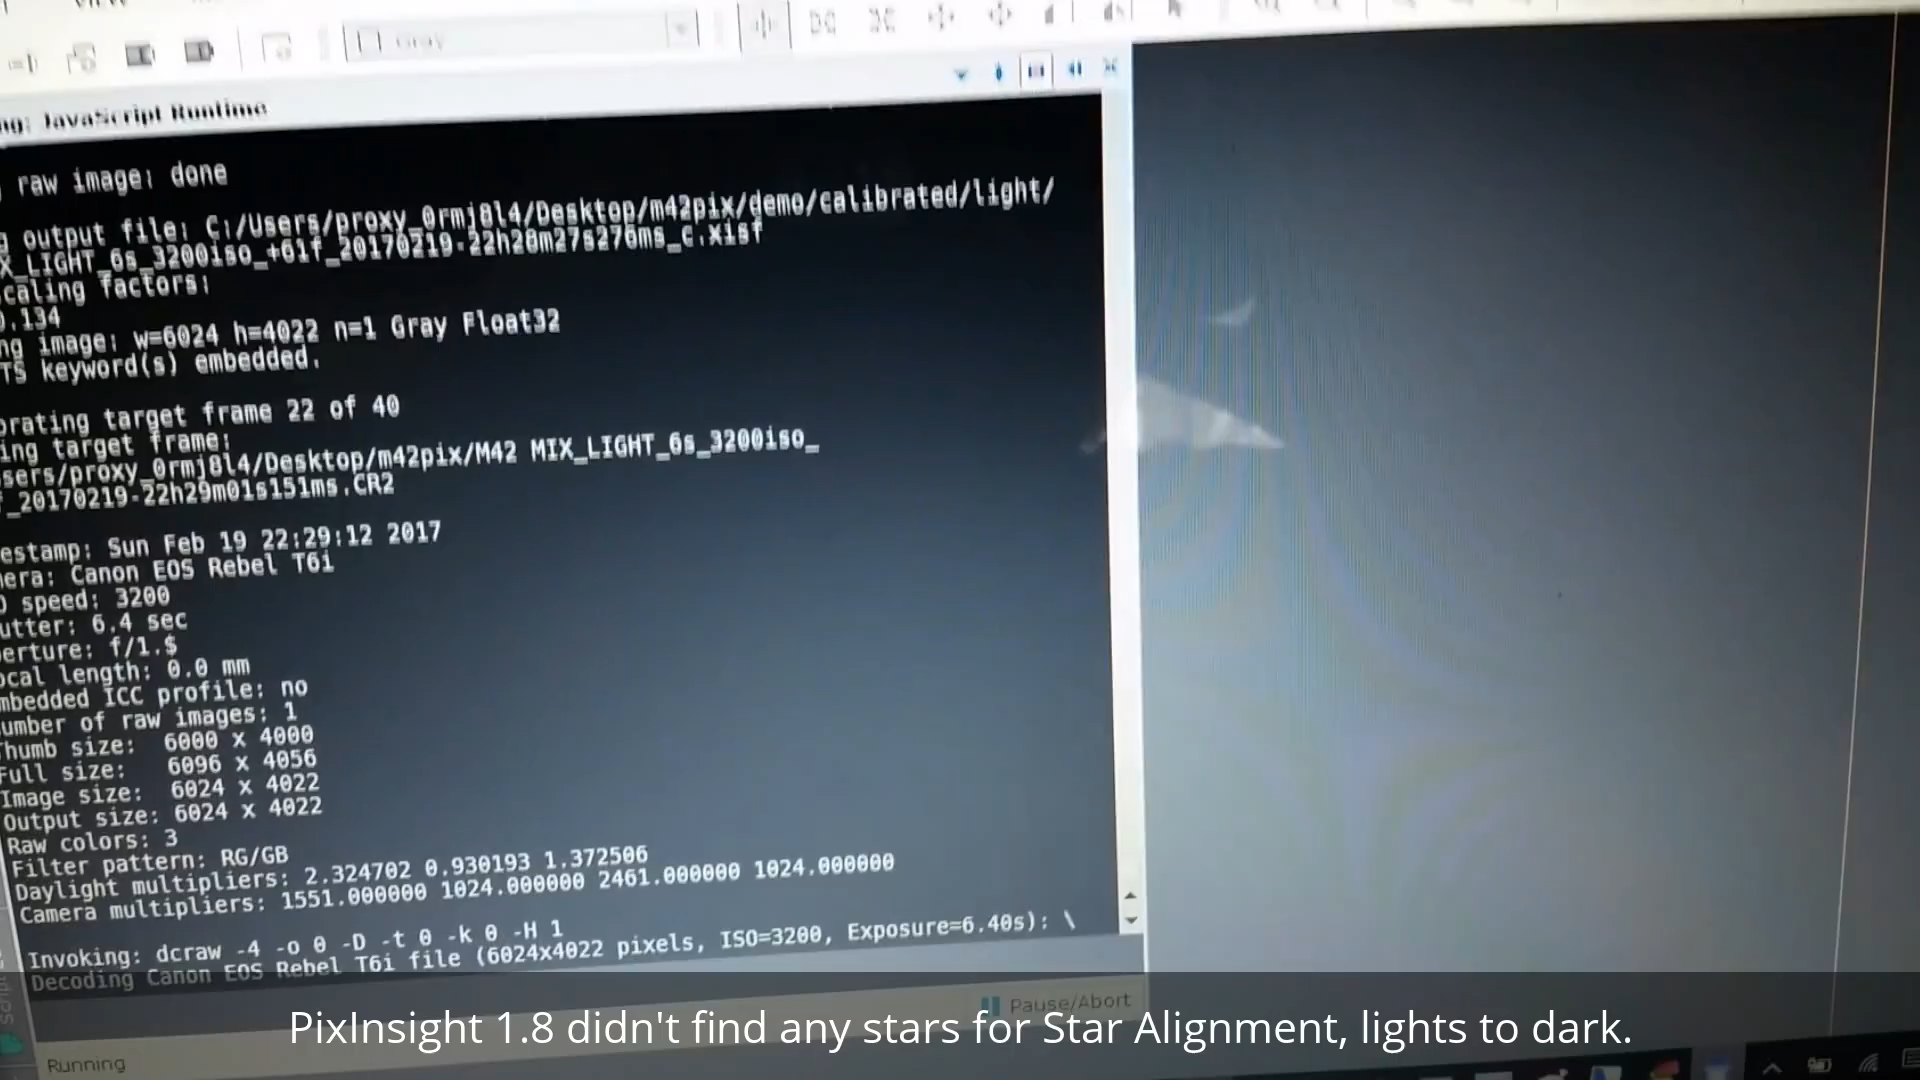 Gray
JavaScript Runtime
raw image: done
output file: C:/Users/proxy_0rmj8l4/Desktop/m42pix/demo/calibrated/light/
X_LIGHT_6s_3200iso_+61f_20170219-22h28m27s276ms_C.xisf
caling factors:
0.134
ng image: w=6024 h=4022 n=1 Gray Float32
TS keyword(s) embedded.
brating target frame 22 of 40
ing target frame:
sers/proxy_0rmj8l4/Desktop/m42pix/M42 MIX_LIGHT_6s_3200iso_
f_20170219-22h29m01s151ms.CR2
estamp: Sun Feb 19 22:29:12 2017
mera: Canon EOS Rebel T6i
O speed: 3200
utter: 6.4 sec
erture: f/1.$
ocal length: 0.0 mm
mbedded ICC profile: no
umber of raw images: 1
Thumb size: 6000 x 4000
Full size: 6096 x 4056
Image size: 6024 x 4022
Output size: 6024 x 4022
Raw colors: 3
Filter pattern: RG/GB
Daylight multipliers: 2.324702 0.930193 1.372506
Camera multipliers: 1551.000000 1024.000000 2461.000000 1024.000000
Invoking: dcraw -4 -o 0 -D -t 0 -k 0 -H 1
Decoding Canon EOS Rebel T6i file (6024x4022 pixels, ISO=3200, Exposure=6.40s): \
Pause/Abort
PixInsight 1.8 didn't find any stars for Star Alignment, lights to dark.
Running